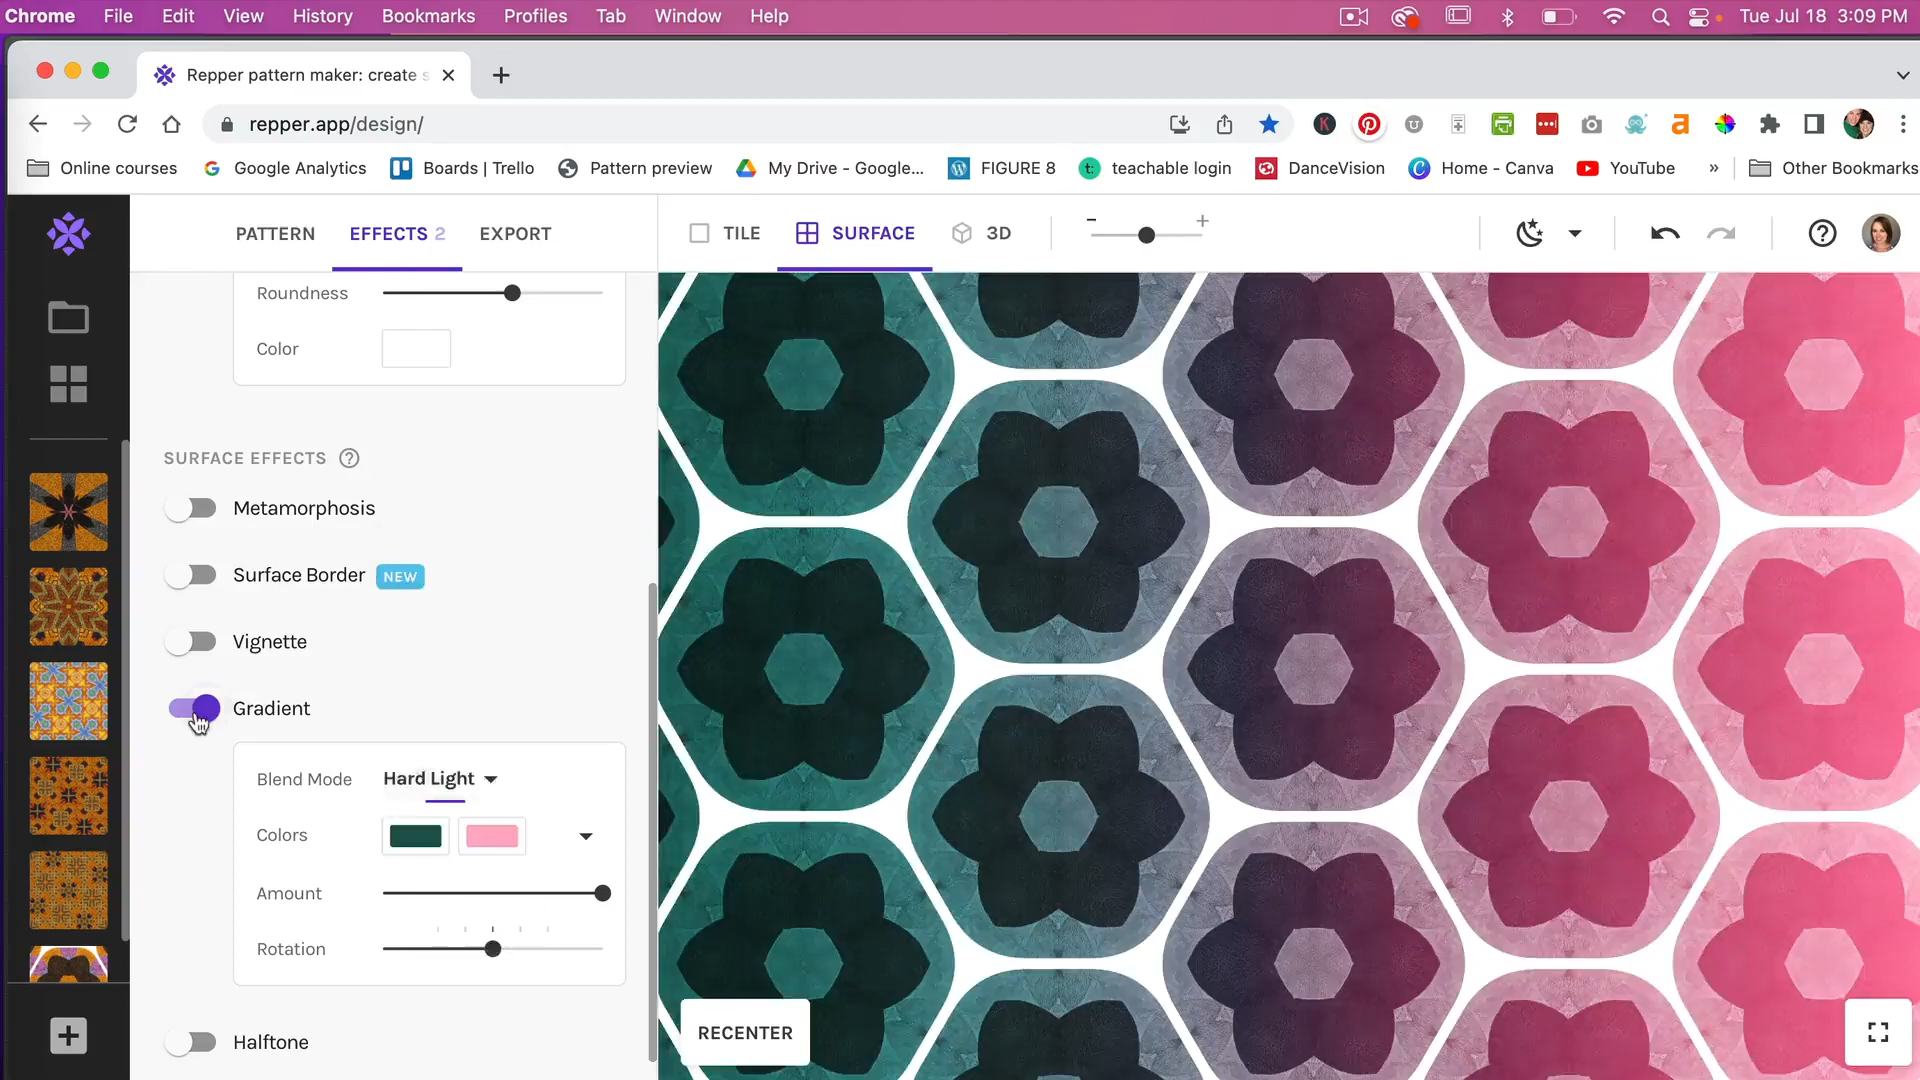 Chrome File Edit View History Bookmarks Profiles Tab Window Help Tue Jul 18 3:09 PM
Repper pattern maker: create s
repper.app/design/
Online courses Google Analytics Boards | Trello Pattern preview My Drive - Google... FIGURE 8 t: teachable login DanceVision Home - Canva YouTube » Other Bookmarks
PATTERN EFFECTS 2 EXPORT TILE SURFACE 3D - +
Roundness
Color
SURFACE EFFECTS ?
Metamorphosis
Surface Border NEW
Vignette
Gradient
Blend Mode Hard Light
Colors
Amount
Rotation
RECENTER
Halftone